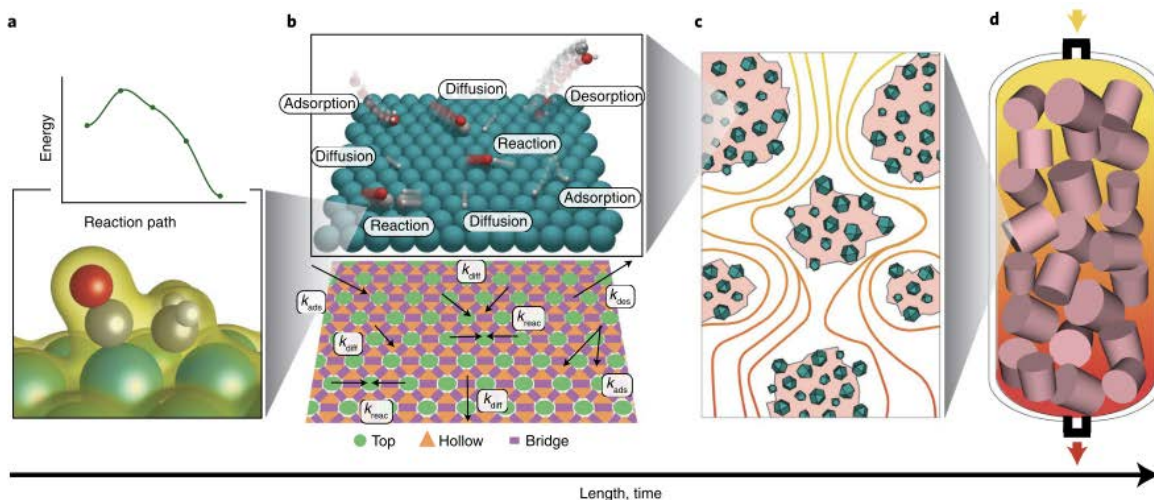 a
Energy
Reaction path
b
Adsorption
Diffusion
Desorption
Diffusion
Reaction
Adsorption
Reaction
Diffusion
k_ads
k_diff
k_des
k_reac
k_diff
k_ads
k_reac
k_diff
Top
Hollow
Bridge
c
d
Length, time